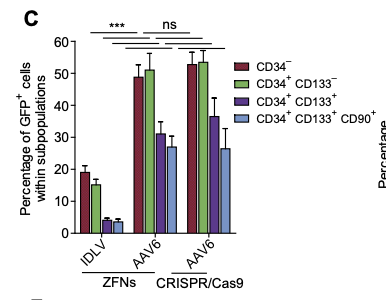 C
***
ns
Percentage of GFP⁺ cells
within subpopulations
60
50
40
30
20
10
0
CD34⁻
CD34⁺ CD133⁻
CD34⁺ CD133⁺
CD34⁺ CD133⁺ CD90⁺
IDLV
AAV6
AAV6
ZFNs
CRISPR/Cas9
Percentage